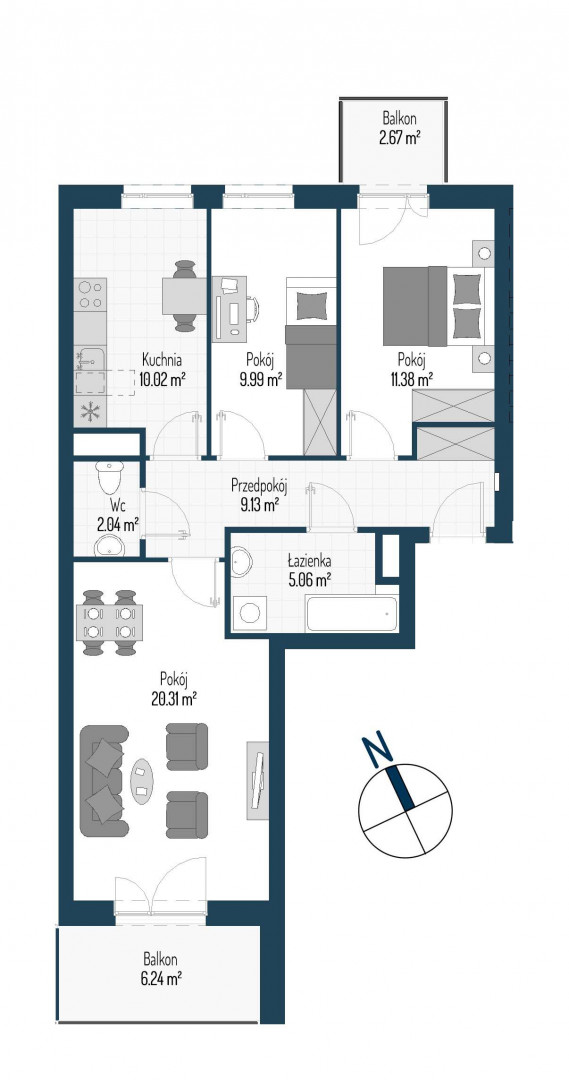 Balkon
2.67 m²
Kuchnia
10.02 m²
Pokój
9.99 m²
Pokój
11.38 m²
Przedpokój
9.13 m²
Wc
2.04 m²
Łazienka
5.06 m²
Pokój
20.31 m²
N
Balkon
6.24 m²